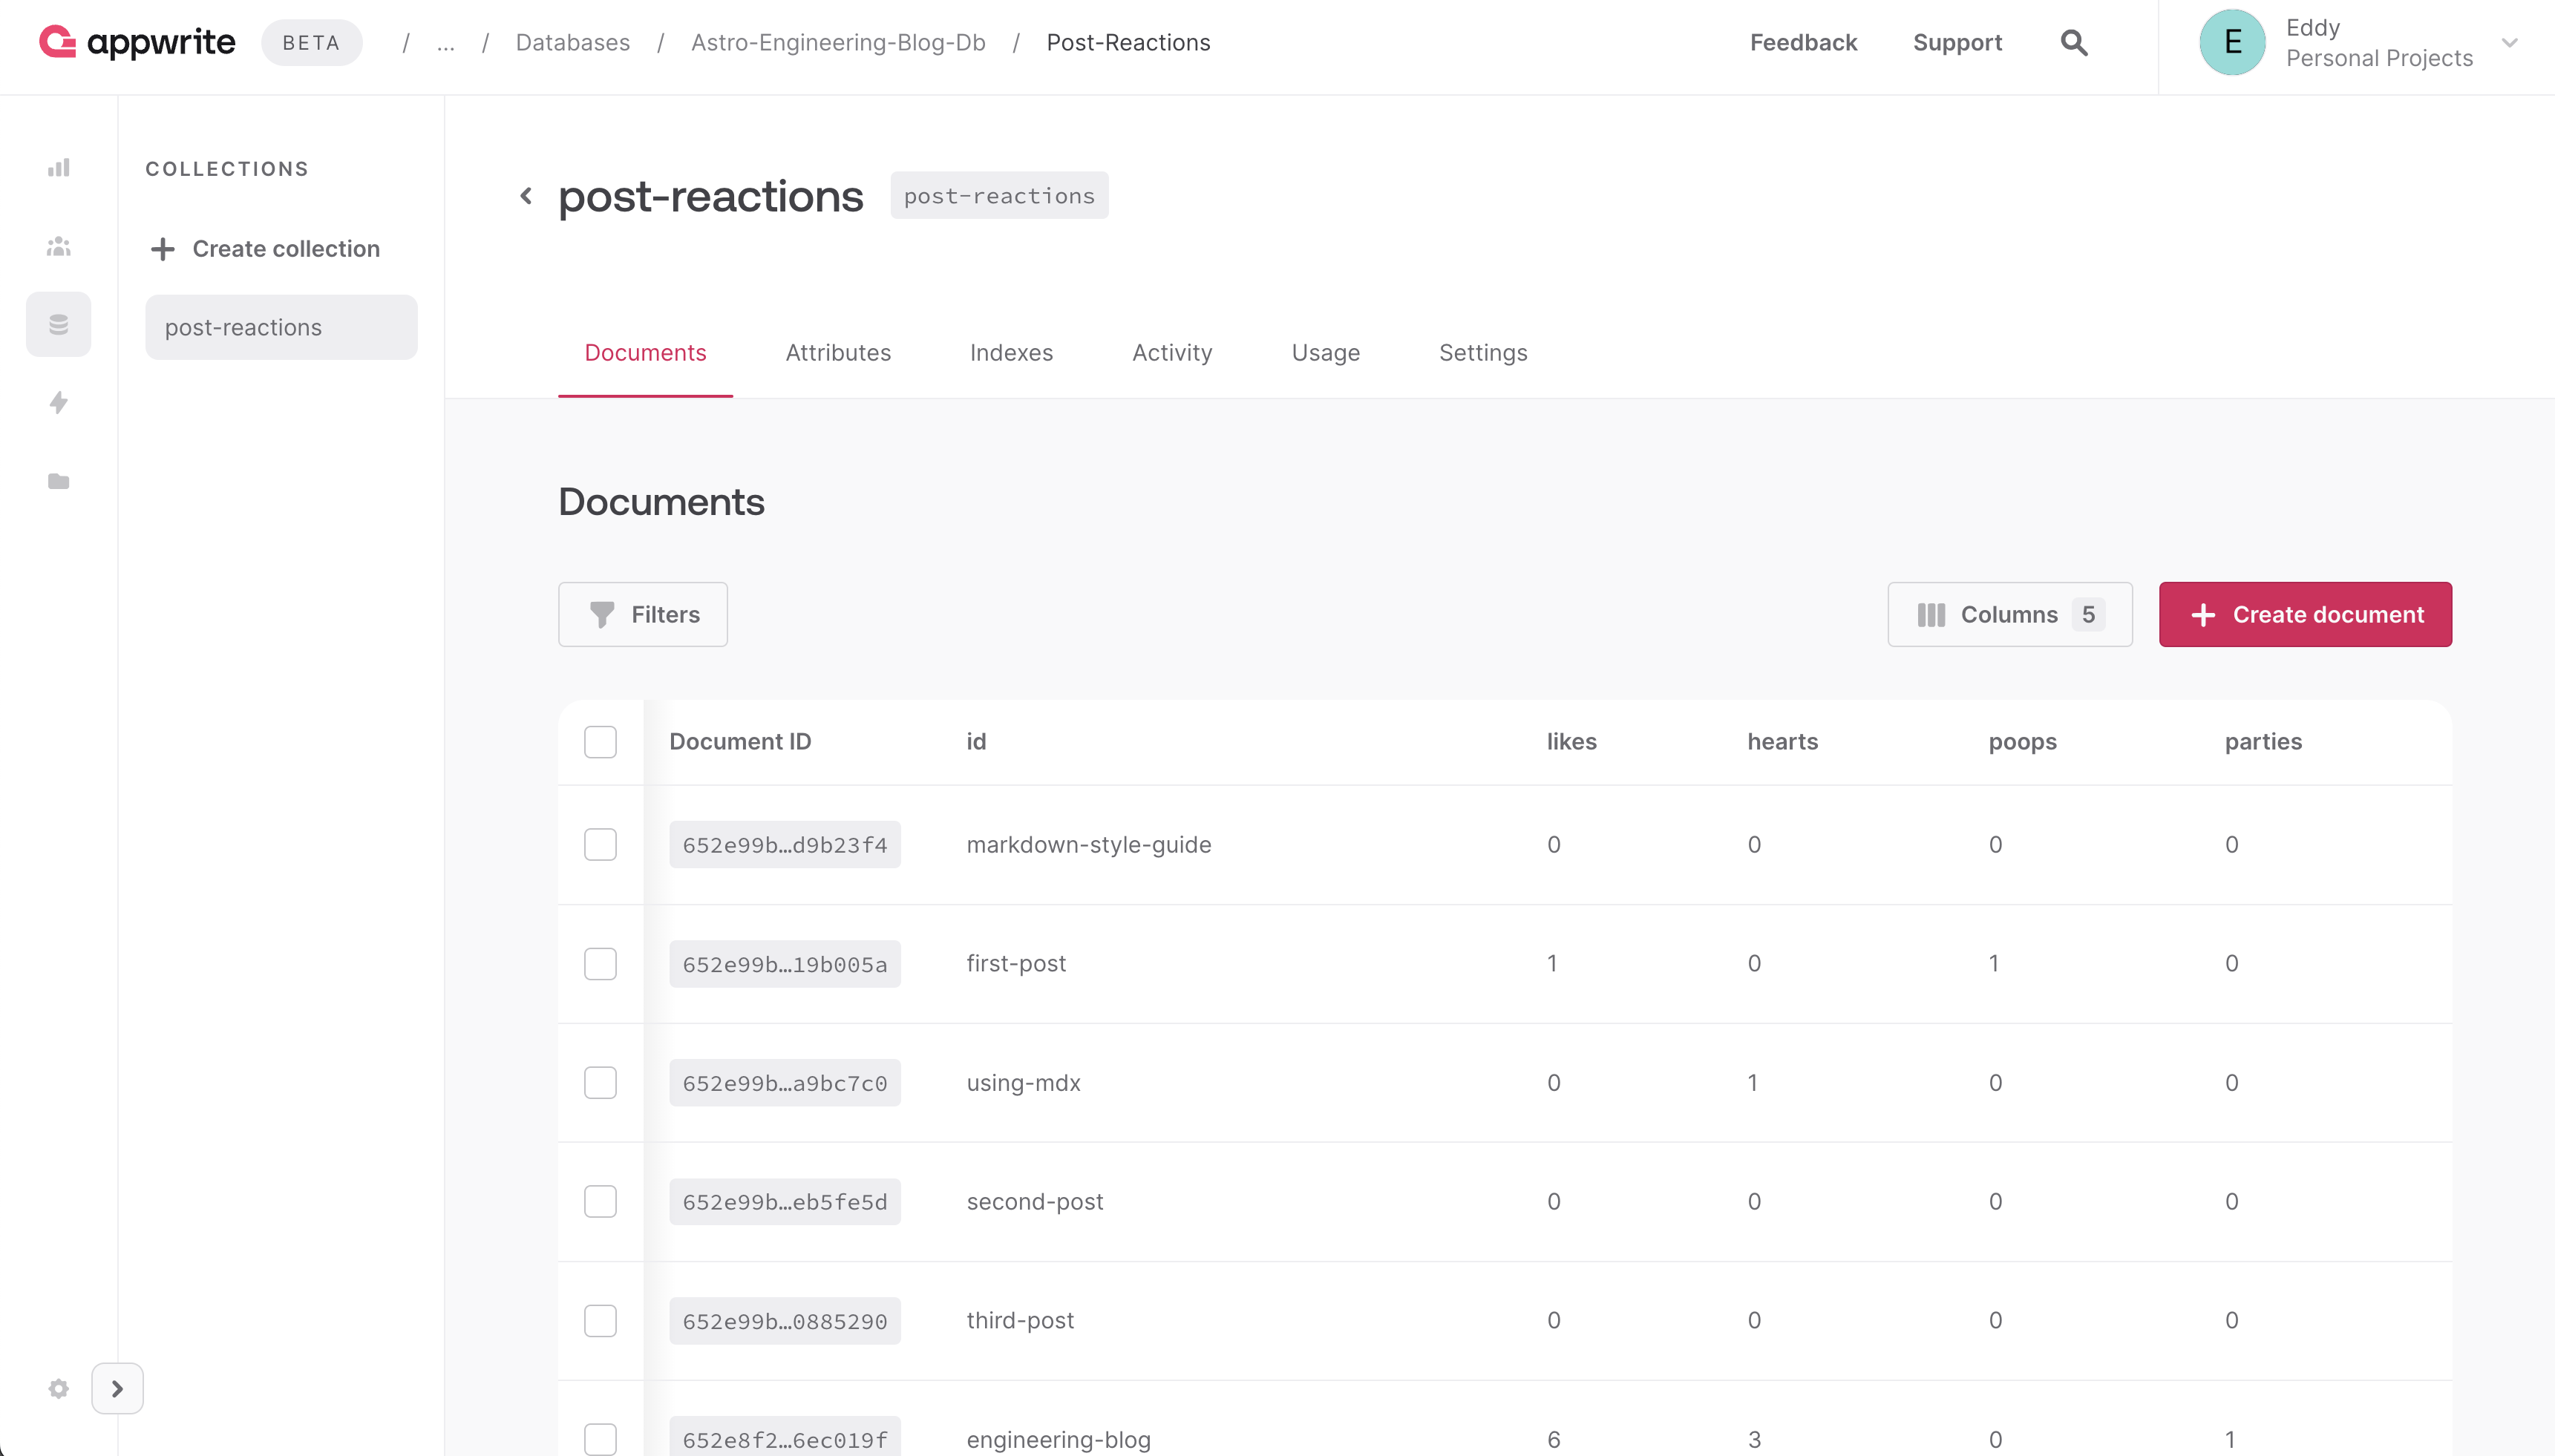 appwrite BETA / ... / Databases / Astro-Engineering-Blog-Db / Post-Reactions Feedback Support E Eddy
Personal Projects
COLLECTIONS
Create collection
post-reactions
post-reactions post-reactions
Documents Attributes Indexes Activity Usage Settings
Documents
Filters Columns 5 Create document
Document ID id likes hearts poops parties
652e99b…d9b23f4 markdown-style-guide 0 0 0 0
652e99b…19b005a first-post 1 0 1 0
652e99b…a9bc7c0 using-mdx 0 1 0 0
652e99b…eb5fe5d second-post 0 0 0 0
652e99b…0885290 third-post 0 0 0 0
652e8f2…6ec019f engineering-blog 6 3 0 1